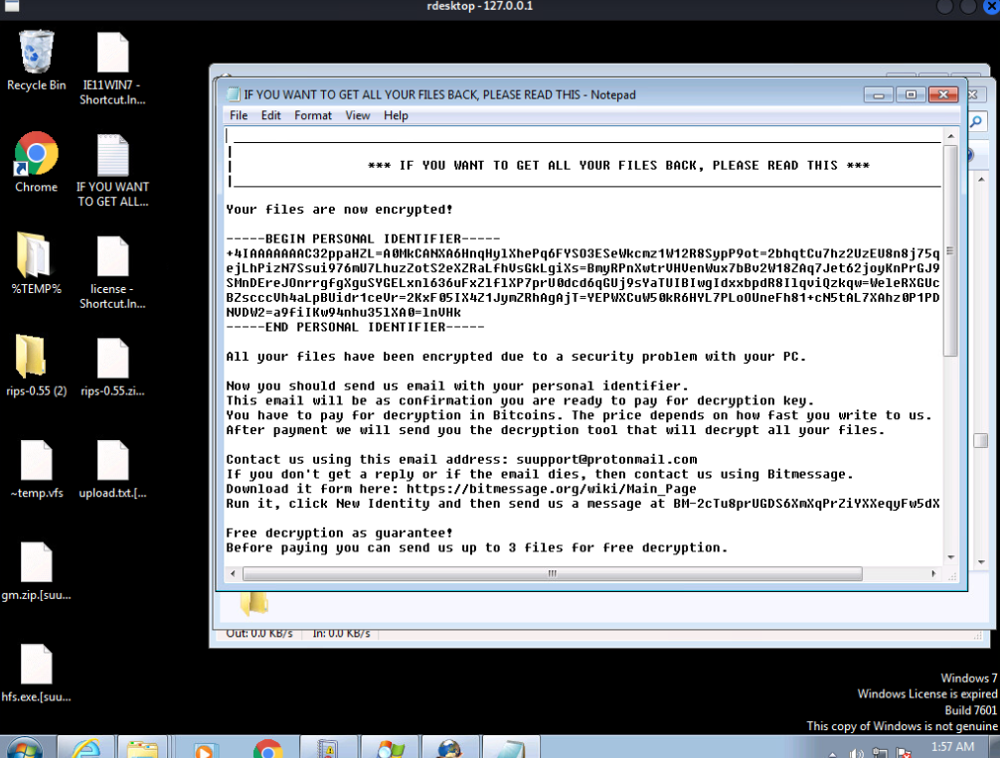 rdesktop - 127.0.0.1
Recycle Bin
IE11WIN7 -
Shortcut.In...
Chrome
IF YOU WANT
TO GET ALL...
%TEMP%
license -
Shortcut.In...
rips-0.55 (2)
rips-0.55.zi...
~temp.vfs
upload.txt.[...
gm.zip.[suu...
hfs.exe.[suu...
IF YOU WANT TO GET ALL YOUR FILES BACK, PLEASE READ THIS - Notepad
File Edit Format View Help
*** IF YOU WANT TO GET ALL YOUR FILES BACK, PLEASE READ THIS ***
Your files are now encrypted!
-----BEGIN PERSONAL IDENTIFIER-----
+4IAAAAAAAC32ppaHZL=A0MkCANXA6HnqHylXhePq6FYSO3ESeWkcmz1W12R8SypP9ot=2bhqtCu7hz2UzEU8n8j75q
ejLhPizN7Ssui976mU7LhuzZotS2eXZRaLfhVsGkLgiXs=BmyRPnXwtrVHVenWux7bBv2W18ZAq7Jet62joyKnPrGJ9
SMnDEreJOnrrgfgXguSYGELxnl636uFxZlflXP7prU0dcd6qGUj9sYaTUIBIwgIdxxbpdR8IlqviQzkqw=WeleRXGUc
BZscccVh4aLpBUidr1ceVr=2KxF05IX4Z1JymZRhAgAjT=YEPWXCuW50kR6HYL7PLoOUneFh81+cN5tAL7XAhz0P1PD
NVDW2=a9fiIKw94nhu35lXA0=lnVHk
-----END PERSONAL IDENTIFIER-----
All your files have been encrypted due to a security problem with your PC.
Now you should send us email with your personal identifier.
This email will be as confirmation you are ready to pay for decryption key.
You have to pay for decryption in Bitcoins. The price depends on how fast you write to us.
After payment we will send you the decryption tool that will decrypt all your files.
Contact us using this email address: suupport@protonmail.com
If you don't get a reply or if the email dies, then contact us using Bitmessage.
Download it form here: https://bitmessage.org/wiki/Main_Page
Run it, click New Identity and then send us a message at BM-2cTu8prUGDS6XmXqPrZiYXXeqyFw5dX
Free decryption as guarantee!
Before paying you can send us up to 3 files for free decryption.
Out: 0.0 KB/s In: 0.0 KB/s
Windows 7
Windows License is expired
Build 7601
This copy of Windows is not genuine
1:57 AM